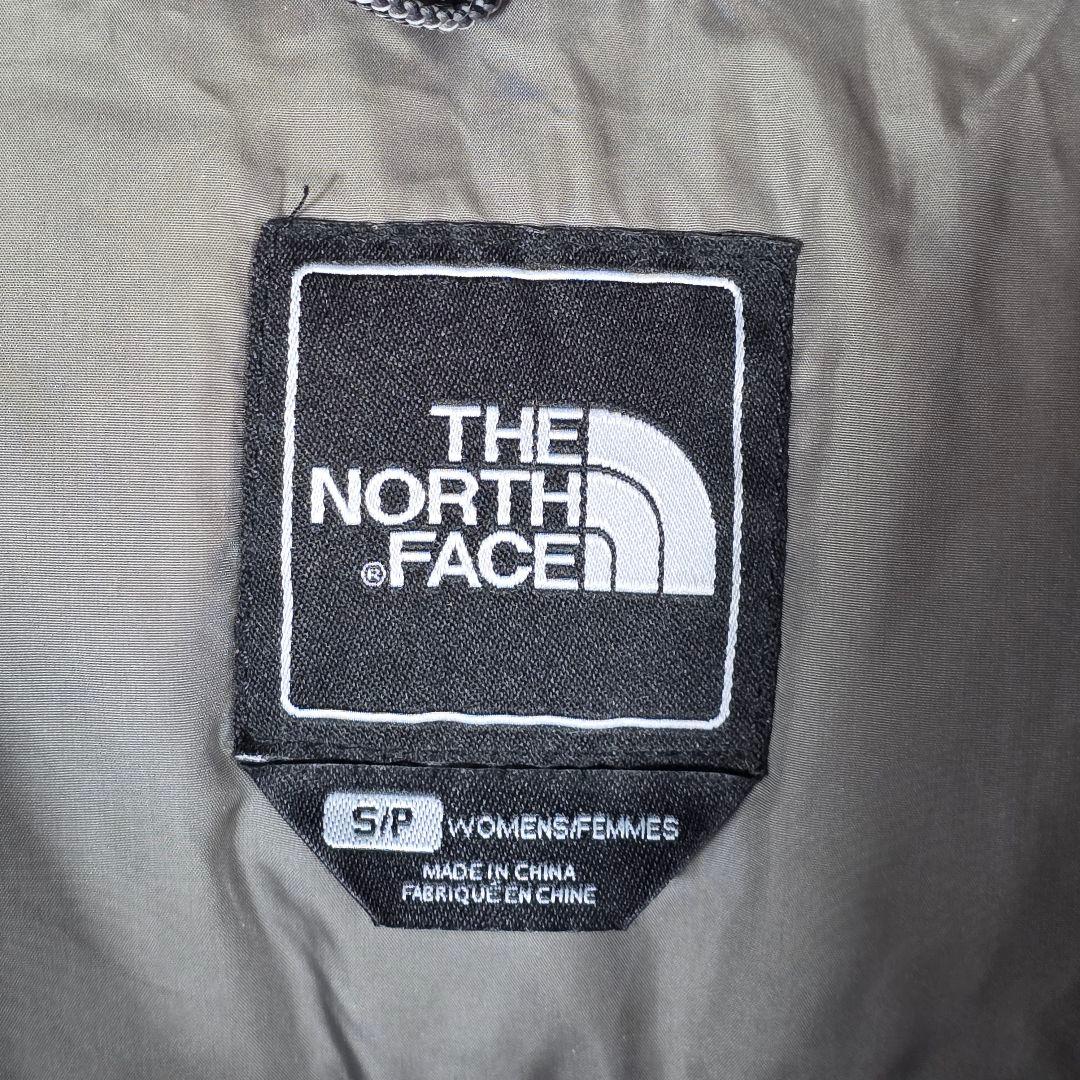 THE
NORTH
®FACE
S/P WOMENS/FEMMES
MADE IN CHINA
FABRIQUÉ EN CHINE